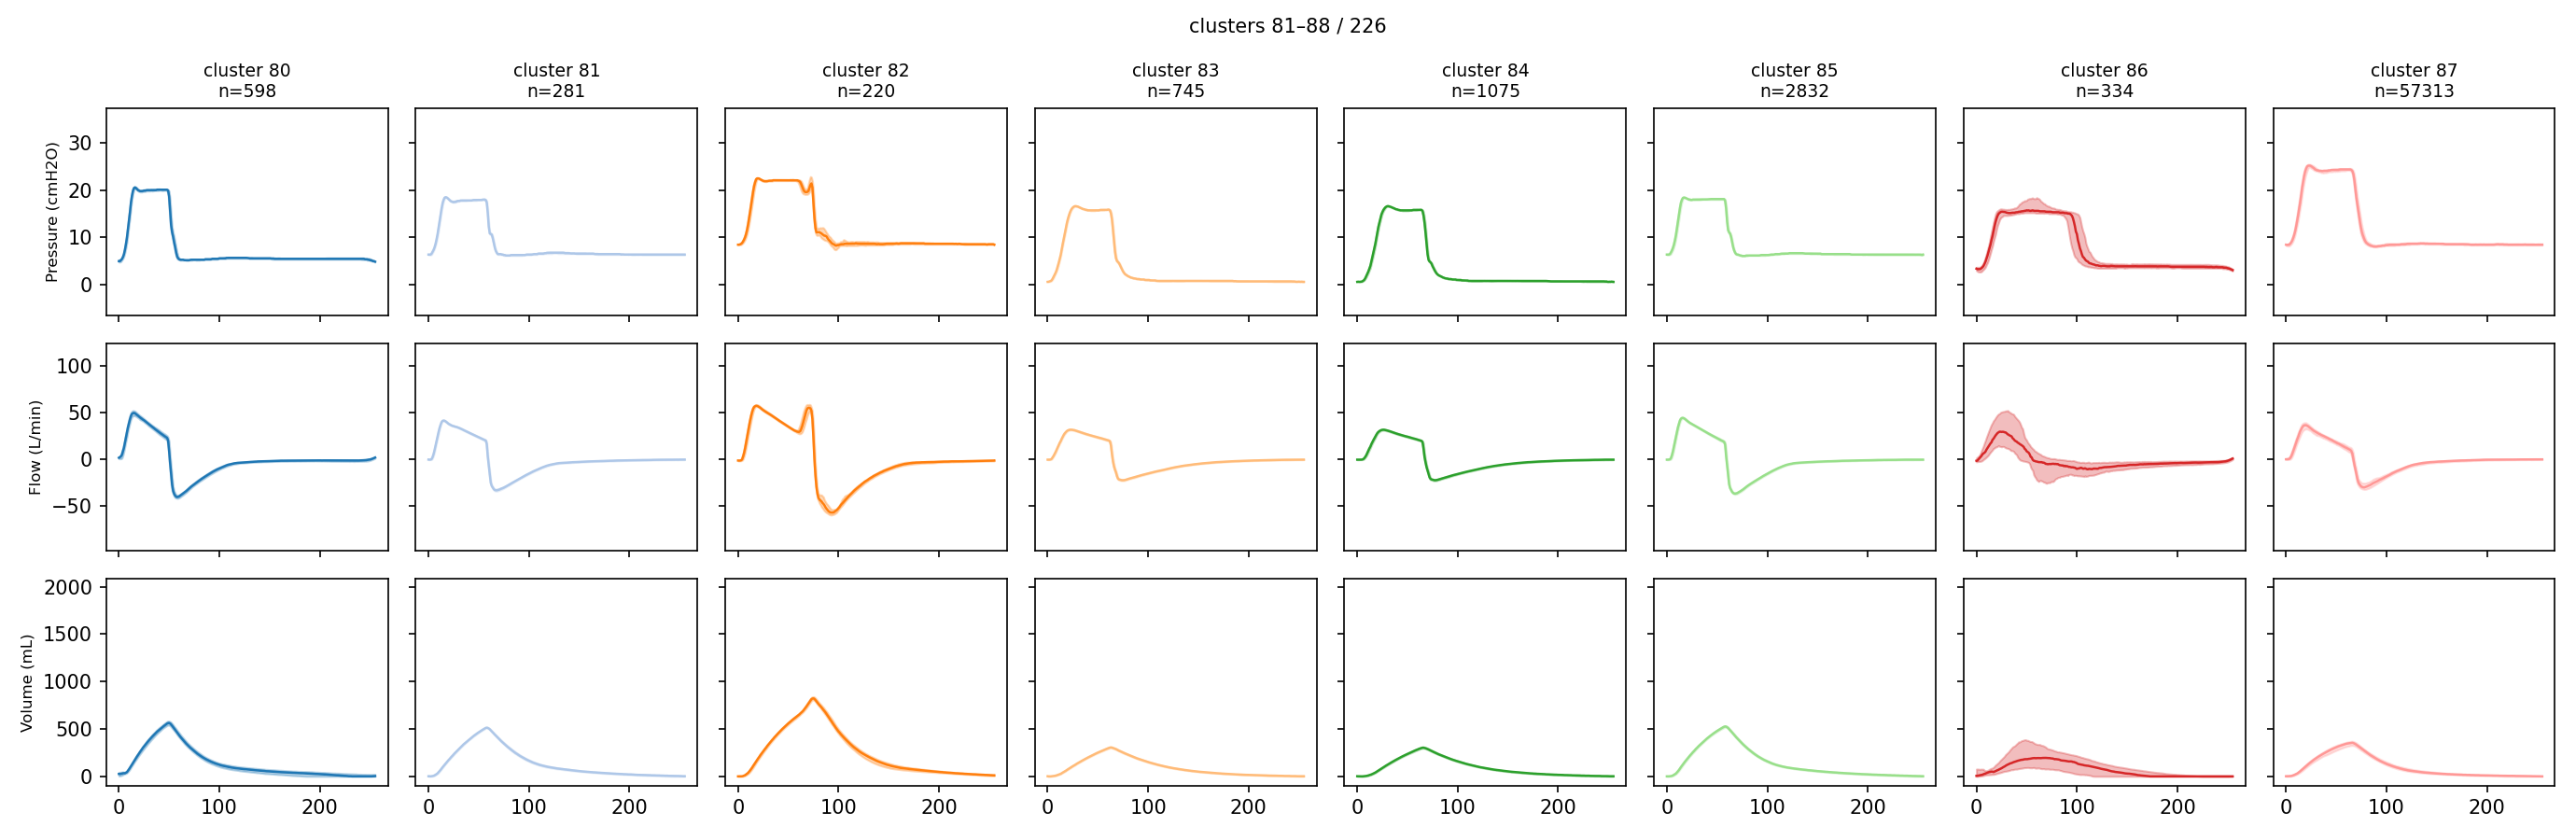 clusters 81–88 / 226
cluster 80
n=598
cluster 81
n=281
cluster 82
n=220
cluster 83
n=745
cluster 84
n=1075
cluster 85
n=2832
cluster 86
n=334
cluster 87
n=57313
Pressure (cmH2O)
30
20
10
0
Flow (L/min)
100
50
0
−50
Volume (mL)
2000
1500
1000
500
0
0 100 200
0 100 200
0 100 200
0 100 200
0 100 200
0 100 200
0 100 200
0 100 200